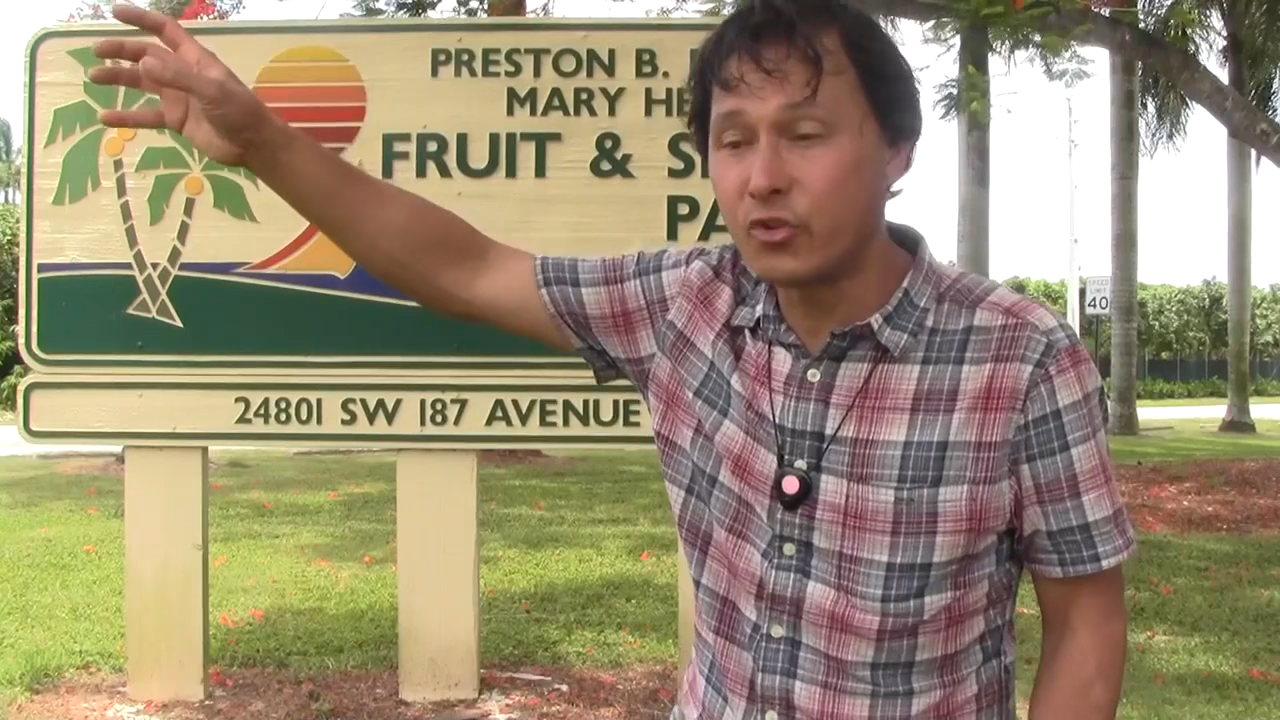 PRESTON B.
MARY HE
FRUIT & S
PA
24801 SW 187 AVENUE
SPEED
LIMIT
40